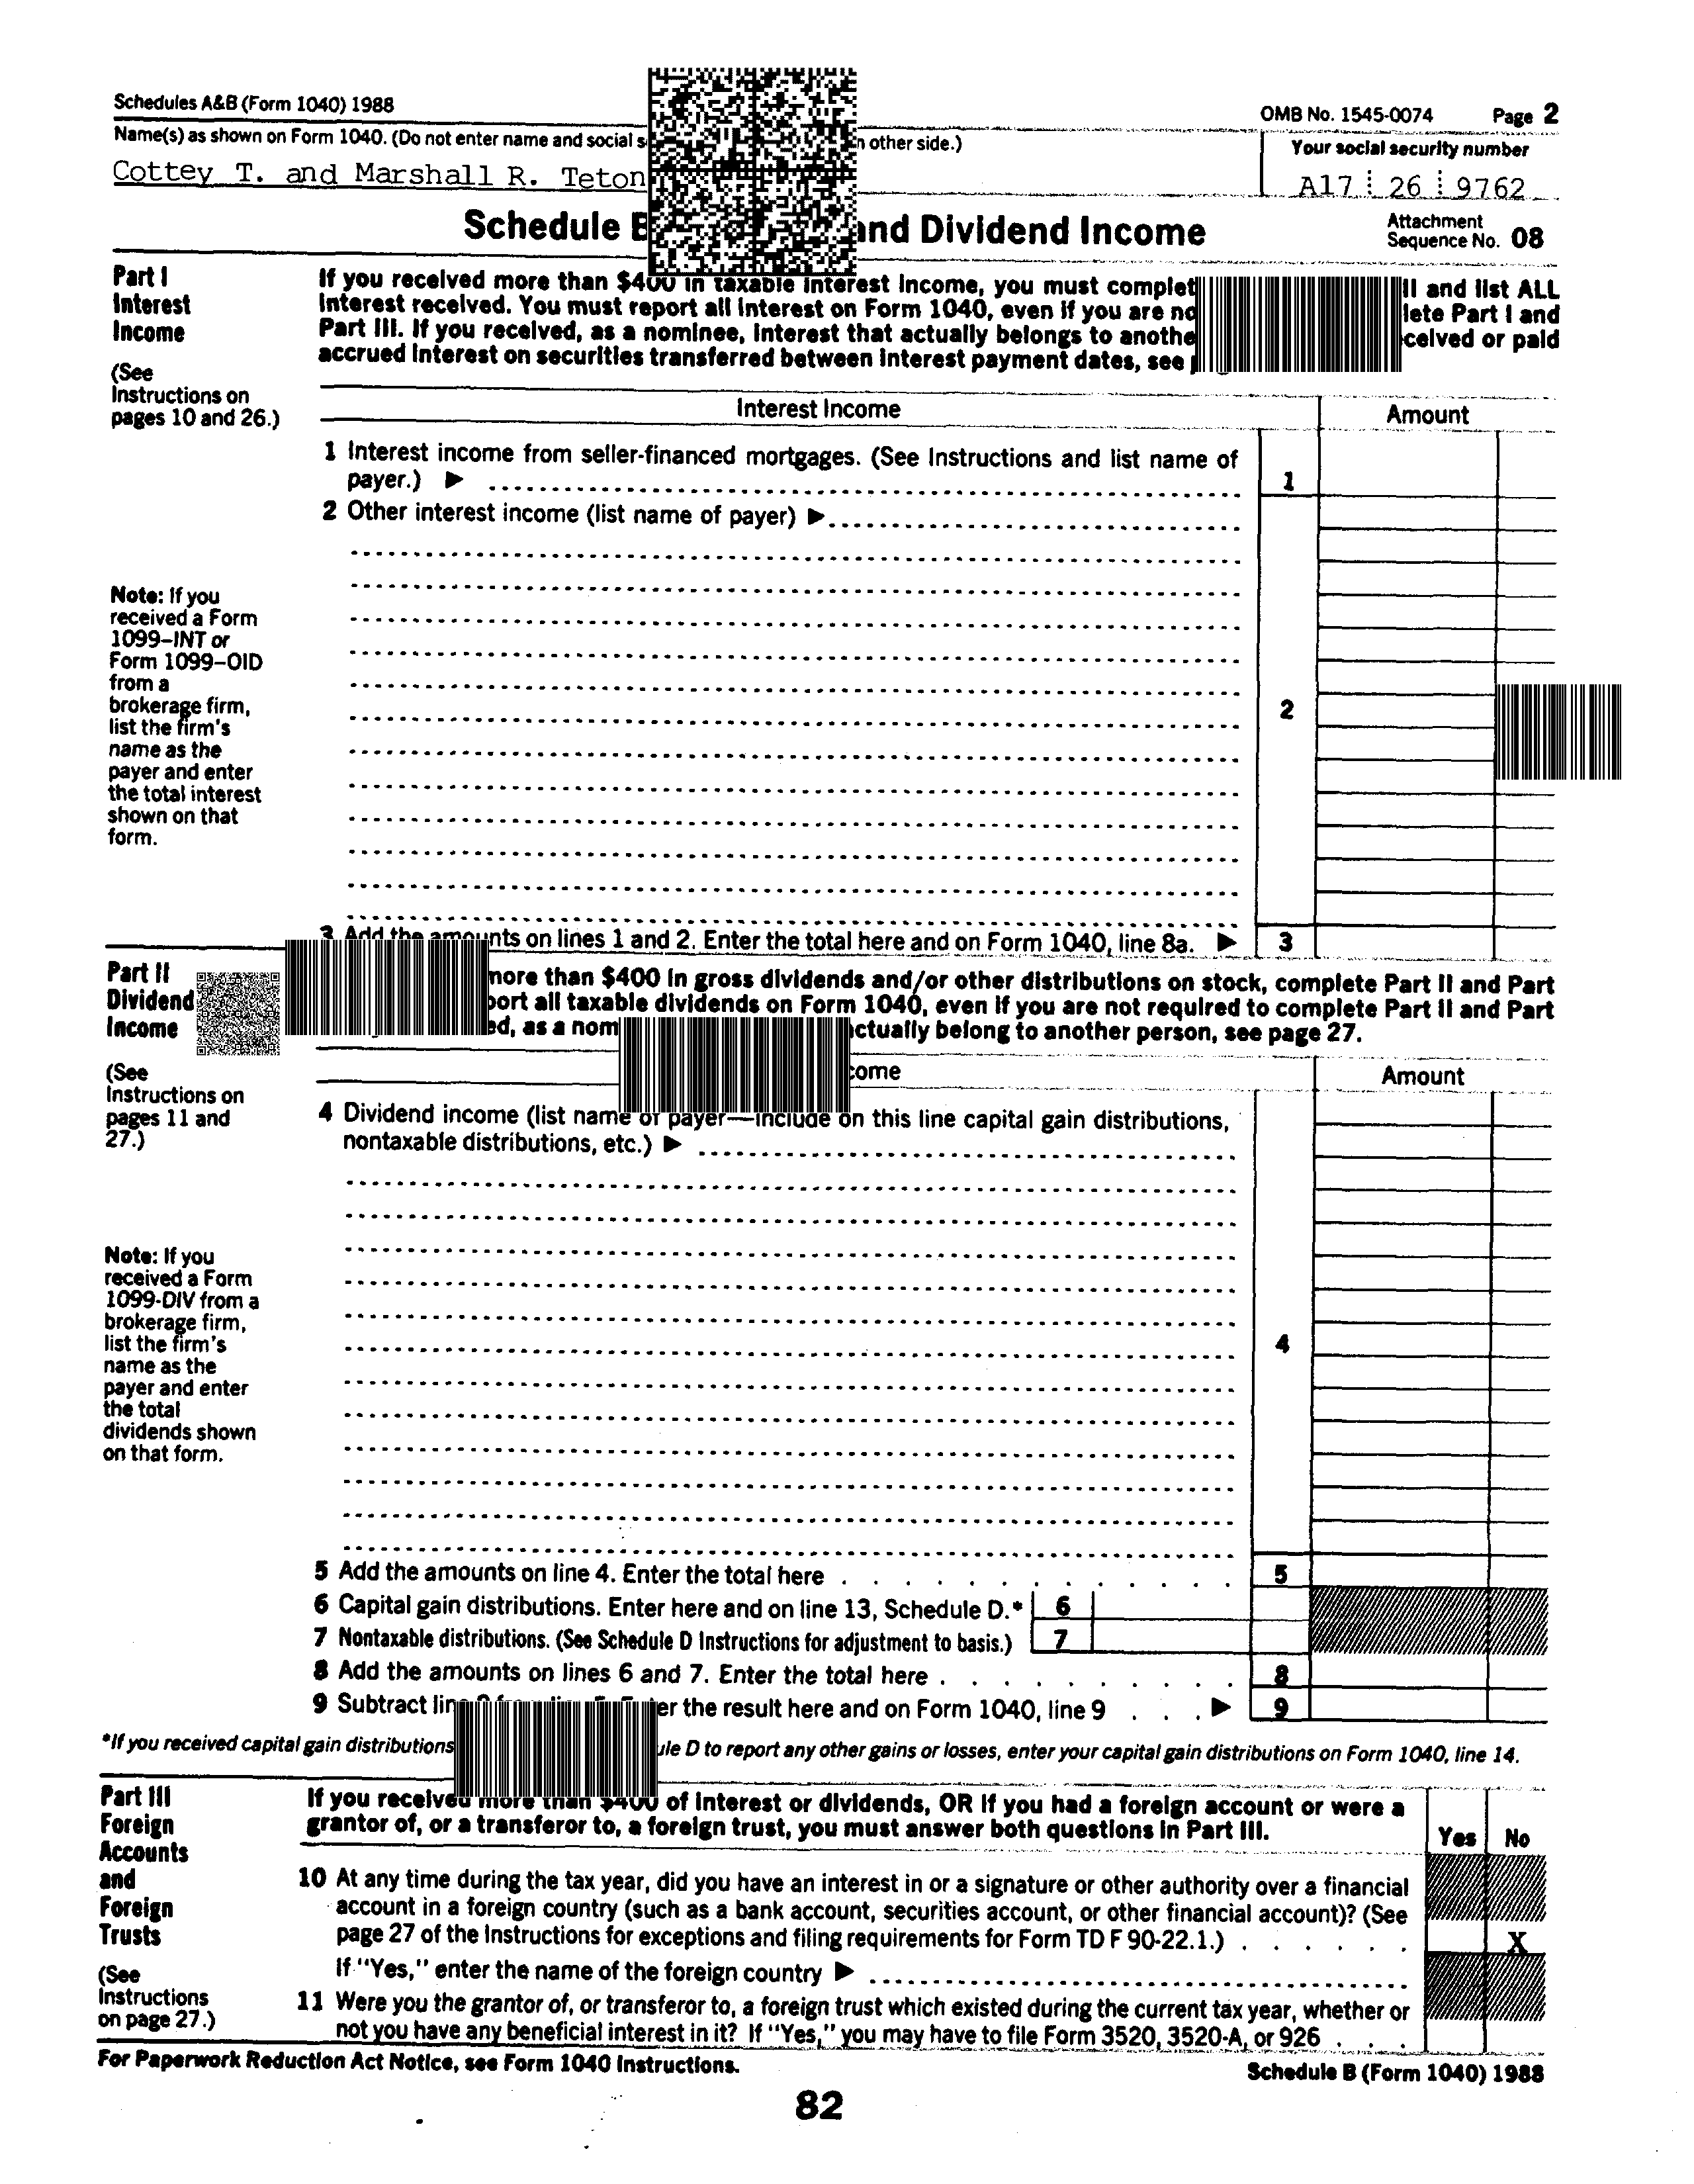 Schedules A&B (Form 1040) 1988
OMB No. 1545-0074 Page 2
Name(s) as shown on Form 1040. (Do not enter name and social other side.)
Your social security number
Cottey T. and Marshall R. Teton
A17 26 9762
Schedule and Dividend Income
Attachment
Sequence No. 08
Part I
Interest
Income
(See
Instructions on
pages 10 and 26.)
If you received more than $400 in taxable interest income, you must II and list ALL
interest received. You must report all interest on Form 1040, even if you are Part I and
Part III. If you received, as a nominee, interest that actually belongs to or paid
accrued interest on securities transferred between interest payment dates, see
Interest Income
Amount
1 Interest income from seller-financed mortgages. (See Instructions and list name of
payer.) ▶ 1
2 Other interest income (list name of payer) ▶
Note: If you
received a Form
1099–INT or
Form 1099–OID
from a
brokerage firm,
list the firm's
name as the
payer and enter
the total interest
shown on that
form.
2
3 Add the amounts on lines 1 and 2. Enter the total here and on Form 1040, line 8a. ▶ 3
Part II
Dividend
Income
(See
Instructions on
pages 11 and
27.)
more than $400 in gross dividends and/or other distributions on stock, complete Part II and Part
all taxable dividends on Form 1040, even if you are not required to complete Part II and Part
as a belong to another person, see page 27.
Amount
4 Dividend income (list name of payer—include on this line capital gain distributions,
nontaxable distributions, etc.) ▶
Note: If you
received a Form
1099-DIV from a
brokerage firm,
list the firm's
name as the
payer and enter
the total
dividends shown
on that form.
4
5 Add the amounts on line 4. Enter the total here . . . . . . . . . . . . . 5
6 Capital gain distributions. Enter here and on line 13, Schedule D.* 6
7 Nontaxable distributions. (See Schedule D Instructions for adjustment to basis.) 7
8 Add the amounts on lines 6 and 7. Enter the total here . . . . . . . . . . 8
9 Subtract the result here and on Form 1040, line 9 . . . ▶ 9
*If you received capital gain distributions D to report any other gains or losses, enter your capital gain distributions on Form 1040, line 14.
Part III
Foreign
Accounts
and
Foreign
Trusts
(See
Instructions
on page 27.)
If you received more than $400 of interest or dividends, OR if you had a foreign account or were a
grantor of, or a transferor to, a foreign trust, you must answer both questions in Part III.
Yes No
10 At any time during the tax year, did you have an interest in or a signature or other authority over a financial
account in a foreign country (such as a bank account, securities account, or other financial account)? (See
page 27 of the Instructions for exceptions and filing requirements for Form TD F 90-22.1.) . . . . . . X
If "Yes," enter the name of the foreign country ▶
11 Were you the grantor of, or transferor to, a foreign trust which existed during the current tax year, whether or
not you have any beneficial interest in it? If "Yes," you may have to file Form 3520, 3520-A, or 926 . . .
For Paperwork Reduction Act Notice, see Form 1040 Instructions.
Schedule B (Form 1040) 1988
82